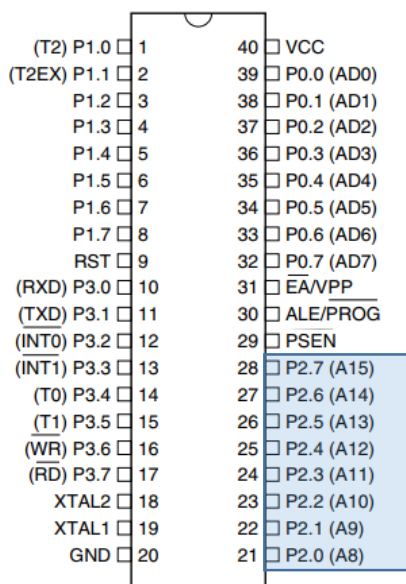 (T2) P1.0 1 40 VCC
(T2EX) P1.1 2 39 P0.0 (AD0)
P1.2 3 38 P0.1 (AD1)
P1.3 4 37 P0.2 (AD2)
P1.4 5 36 P0.3 (AD3)
P1.5 6 35 P0.4 (AD4)
P1.6 7 34 P0.5 (AD5)
P1.7 8 33 P0.6 (AD6)
RST 9 32 P0.7 (AD7)
(RXD) P3.0 10 31 E̅A̅/VPP
(TXD) P3.1 11 30 ALE/P̅R̅O̅G̅
(I̅N̅T̅0̅) P3.2 12 29 P̅S̅E̅N̅
(I̅N̅T̅1̅) P3.3 13 28 P2.7 (A15)
(T0) P3.4 14 27 P2.6 (A14)
(T1) P3.5 15 26 P2.5 (A13)
(W̅R̅) P3.6 16 25 P2.4 (A12)
(R̅D̅) P3.7 17 24 P2.3 (A11)
XTAL2 18 23 P2.2 (A10)
XTAL1 19 22 P2.1 (A9)
GND 20 21 P2.0 (A8)